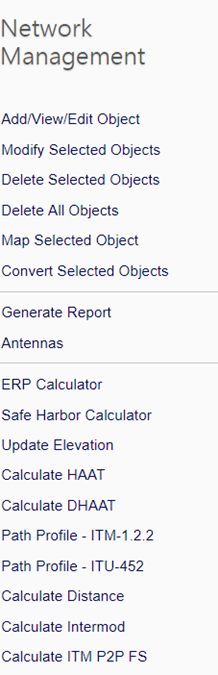 Network
Management
Add/View/Edit Object
Modify Selected Objects
Delete Selected Objects
Delete All Objects
Map Selected Object
Convert Selected Objects
Generate Report
Antennas
ERP Calculator
Safe Harbor Calculator
Update Elevation
Calculate HAAT
Calculate DHAAT
Path Profile - ITM-1.2.2
Path Profile - ITU-452
Calculate Distance
Calculate Intermod
Calculate ITM P2P FS